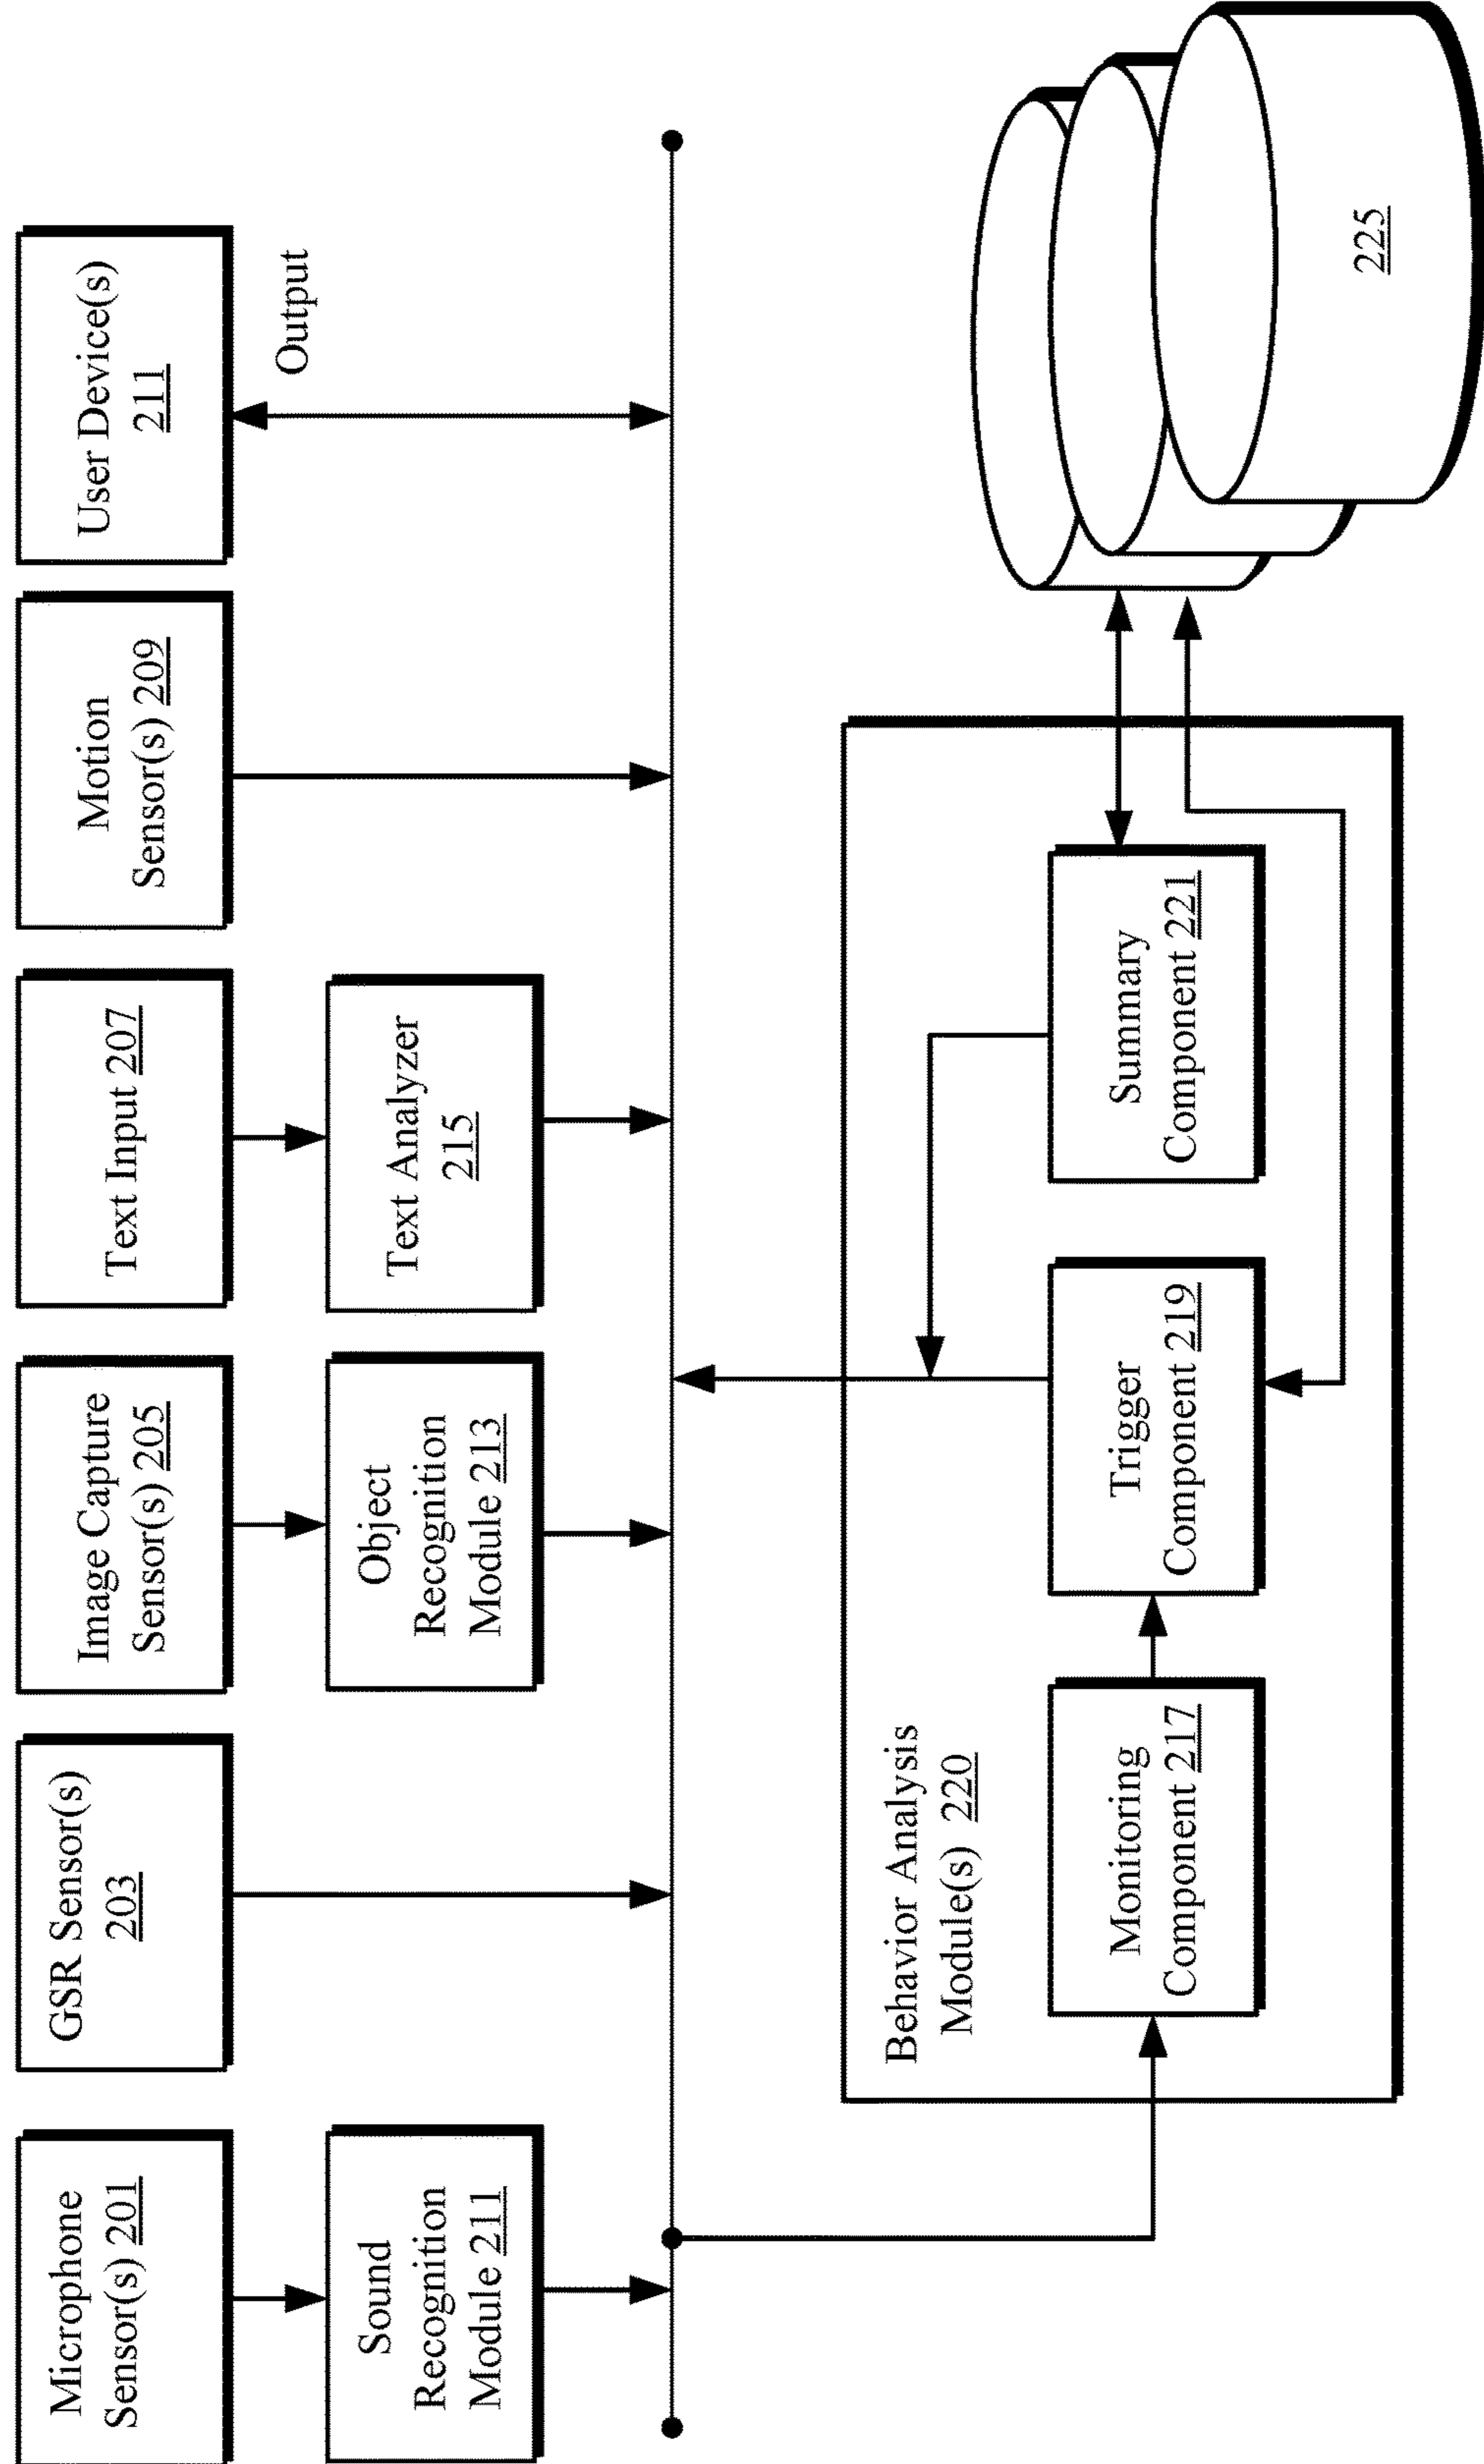 Microphone
Sensor(s) 201
GSR Sensor(s)
203
Image Capture
Sensor(s) 205
Text Input 207
Motion
Sensor(s) 209
User Device(s)
211
Sound
Recognition
Module 211
Object
Recognition
Module 213
Text Analyzer
215
Output
Behavior Analysis
Module(s) 220
Monitoring
Component 217
Trigger
Component 219
Summary
Component 221
225